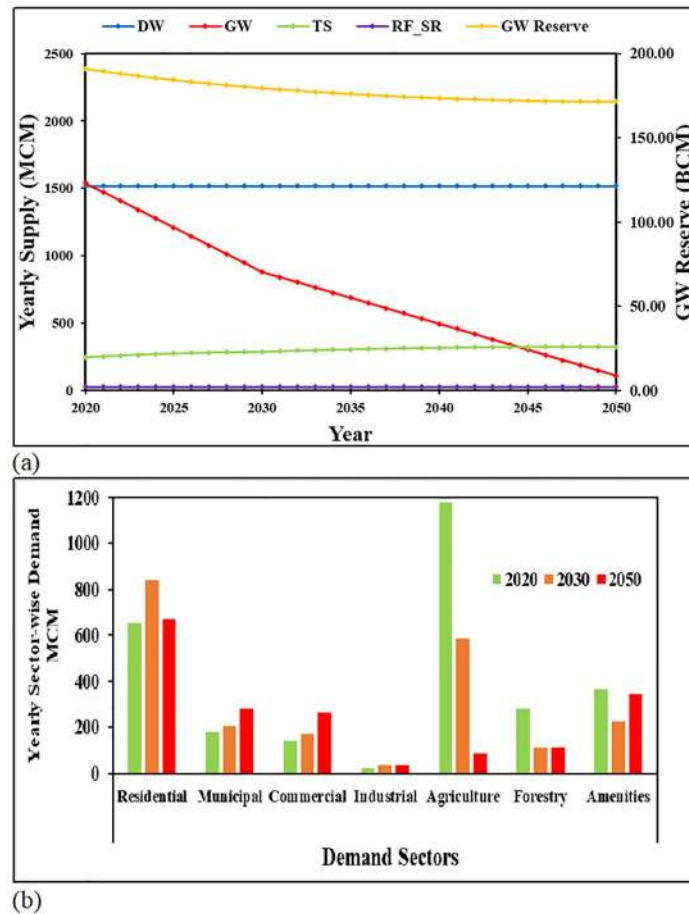 DW GW TS RF_SR GW Reserve
2500 200.00
2000 150.00
1500 100.00
1000 50.00
500 0.00
0
Yearly Supply (MCM)
GW Reserve (BCM)
2020 2025 2030 2035 2040 2045 2050
Year
(a)
1200
1000
800
600
400
200
0
Yearly Sector-wise Demand
MCM
2020 2030 2050
Residential Municipal Commercial Industrial Agriculture Forestry Amenities
Demand Sectors
(b)